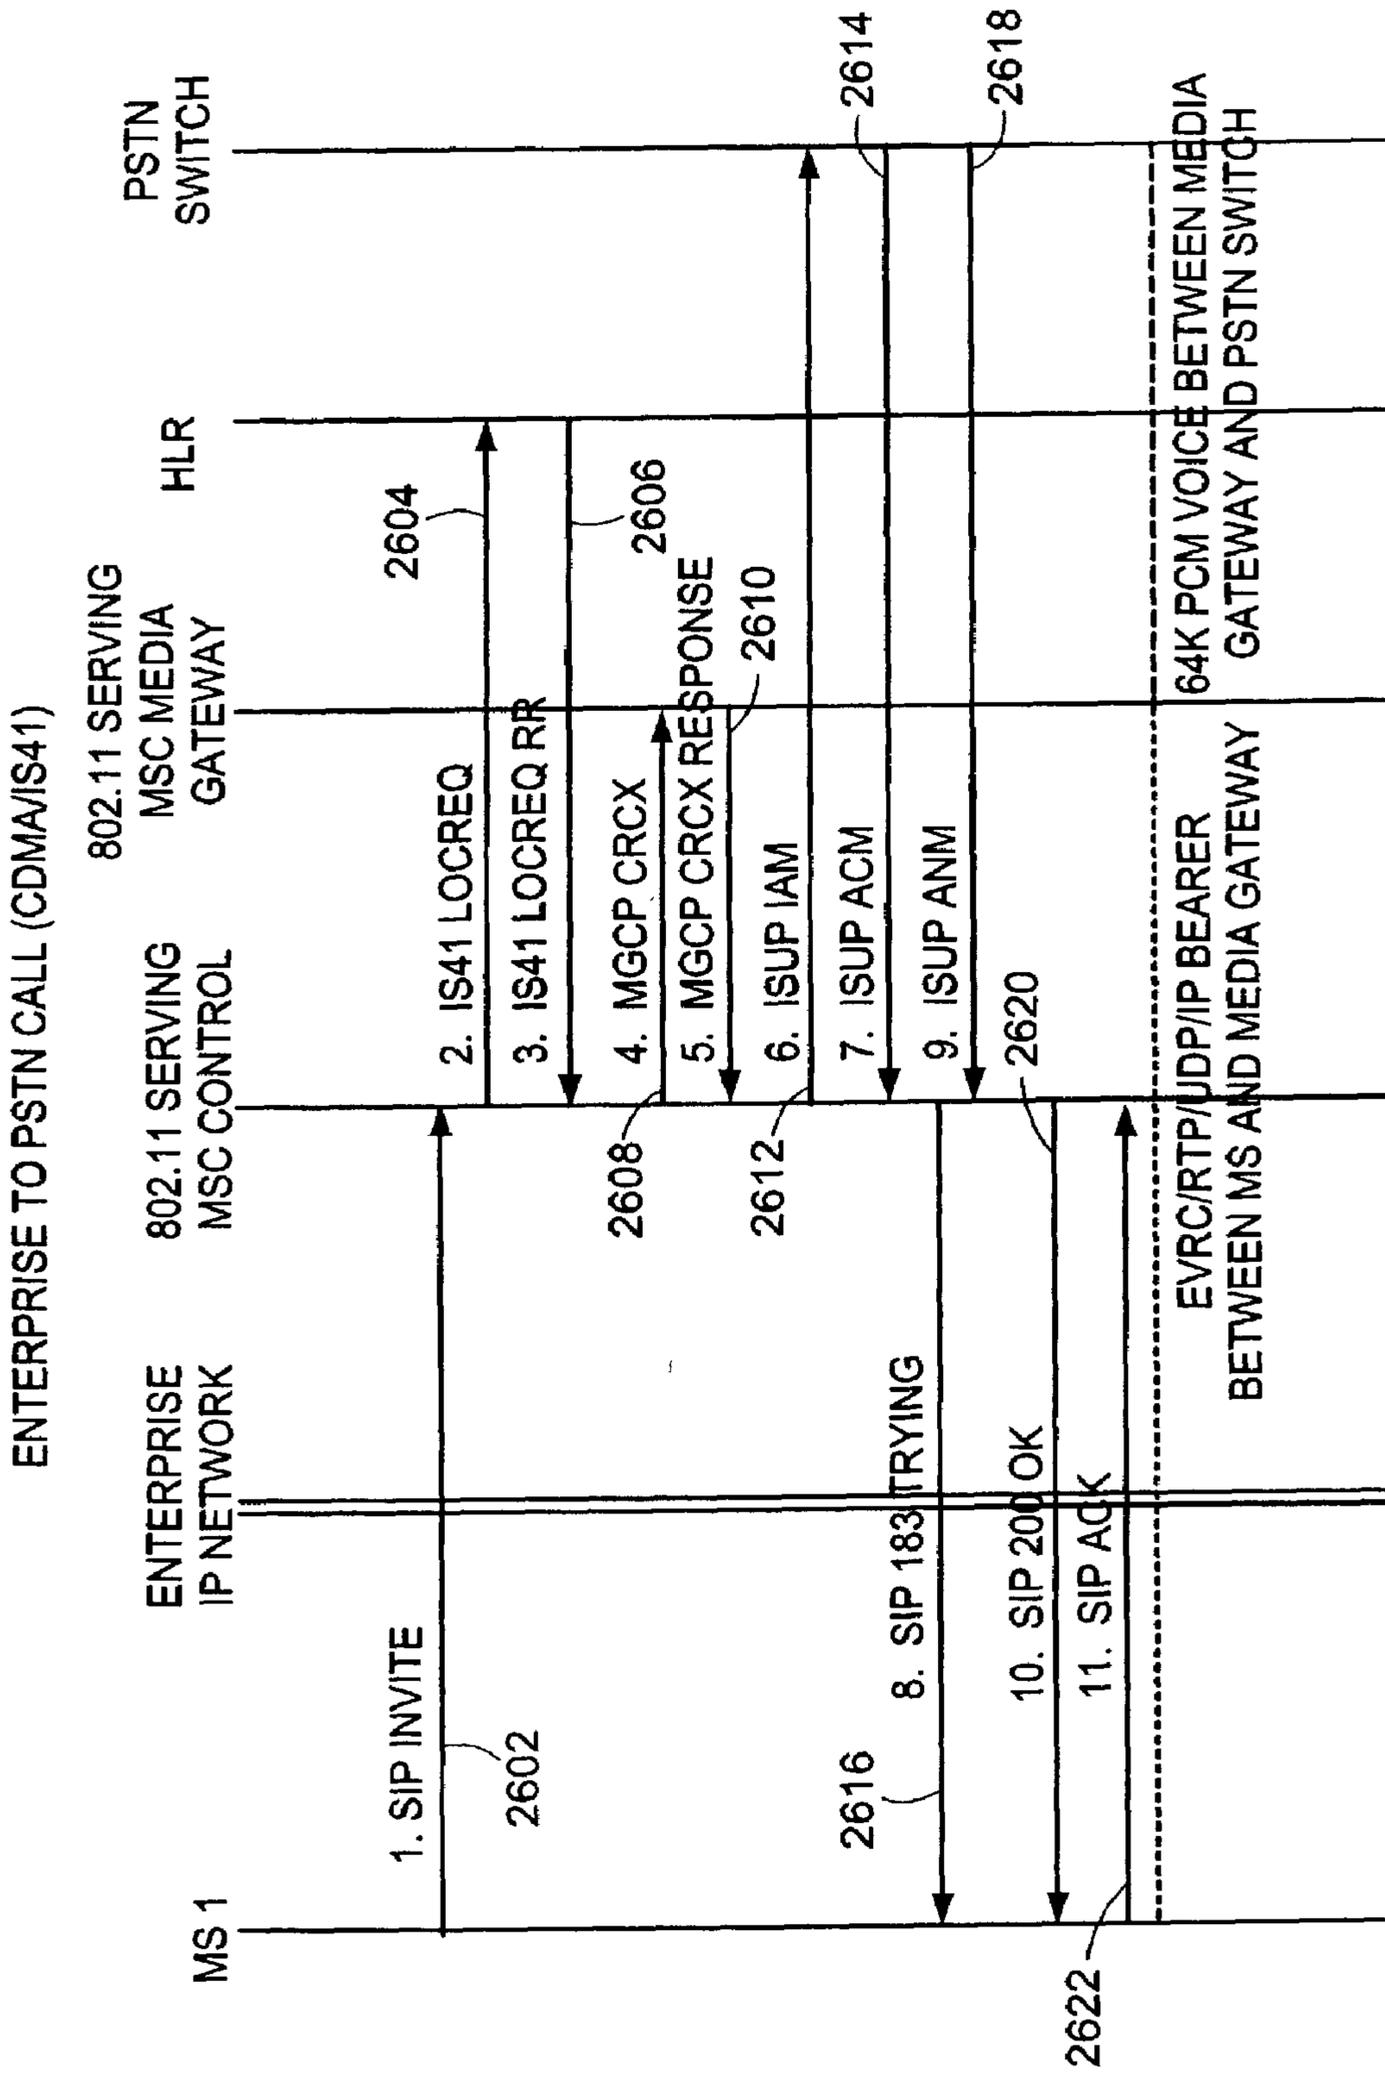 ENTERPRISE TO PSTN CALL (CDMA/IS41)
MS 1
ENTERPRISE
IP NETWORK
802.11 SERVING
MSC CONTROL
802.11 SERVING
MSC MEDIA
GATEWAY
HLR
PSTN
SWITCH
1. SIP INVITE
2602
2. IS41 LOCREQ
2604
3. IS41 LOCREQ RR
2606
4. MGCP CRCX
2608
5. MGCP CRCX RESPONSE
2610
6. ISUP IAM
2612
7. ISUP ACM
2614
8. SIP 183 TRYING
2616
9. ISUP ANM
2618
10. SIP 200 OK
2620
11. SIP ACK
2622
EVRC/RTP/UDP/IP BEARER
BETWEEN MS AND MEDIA GATEWAY
64K PCM VOICE BETWEEN MEDIA
GATEWAY AND PSTN SWITCH